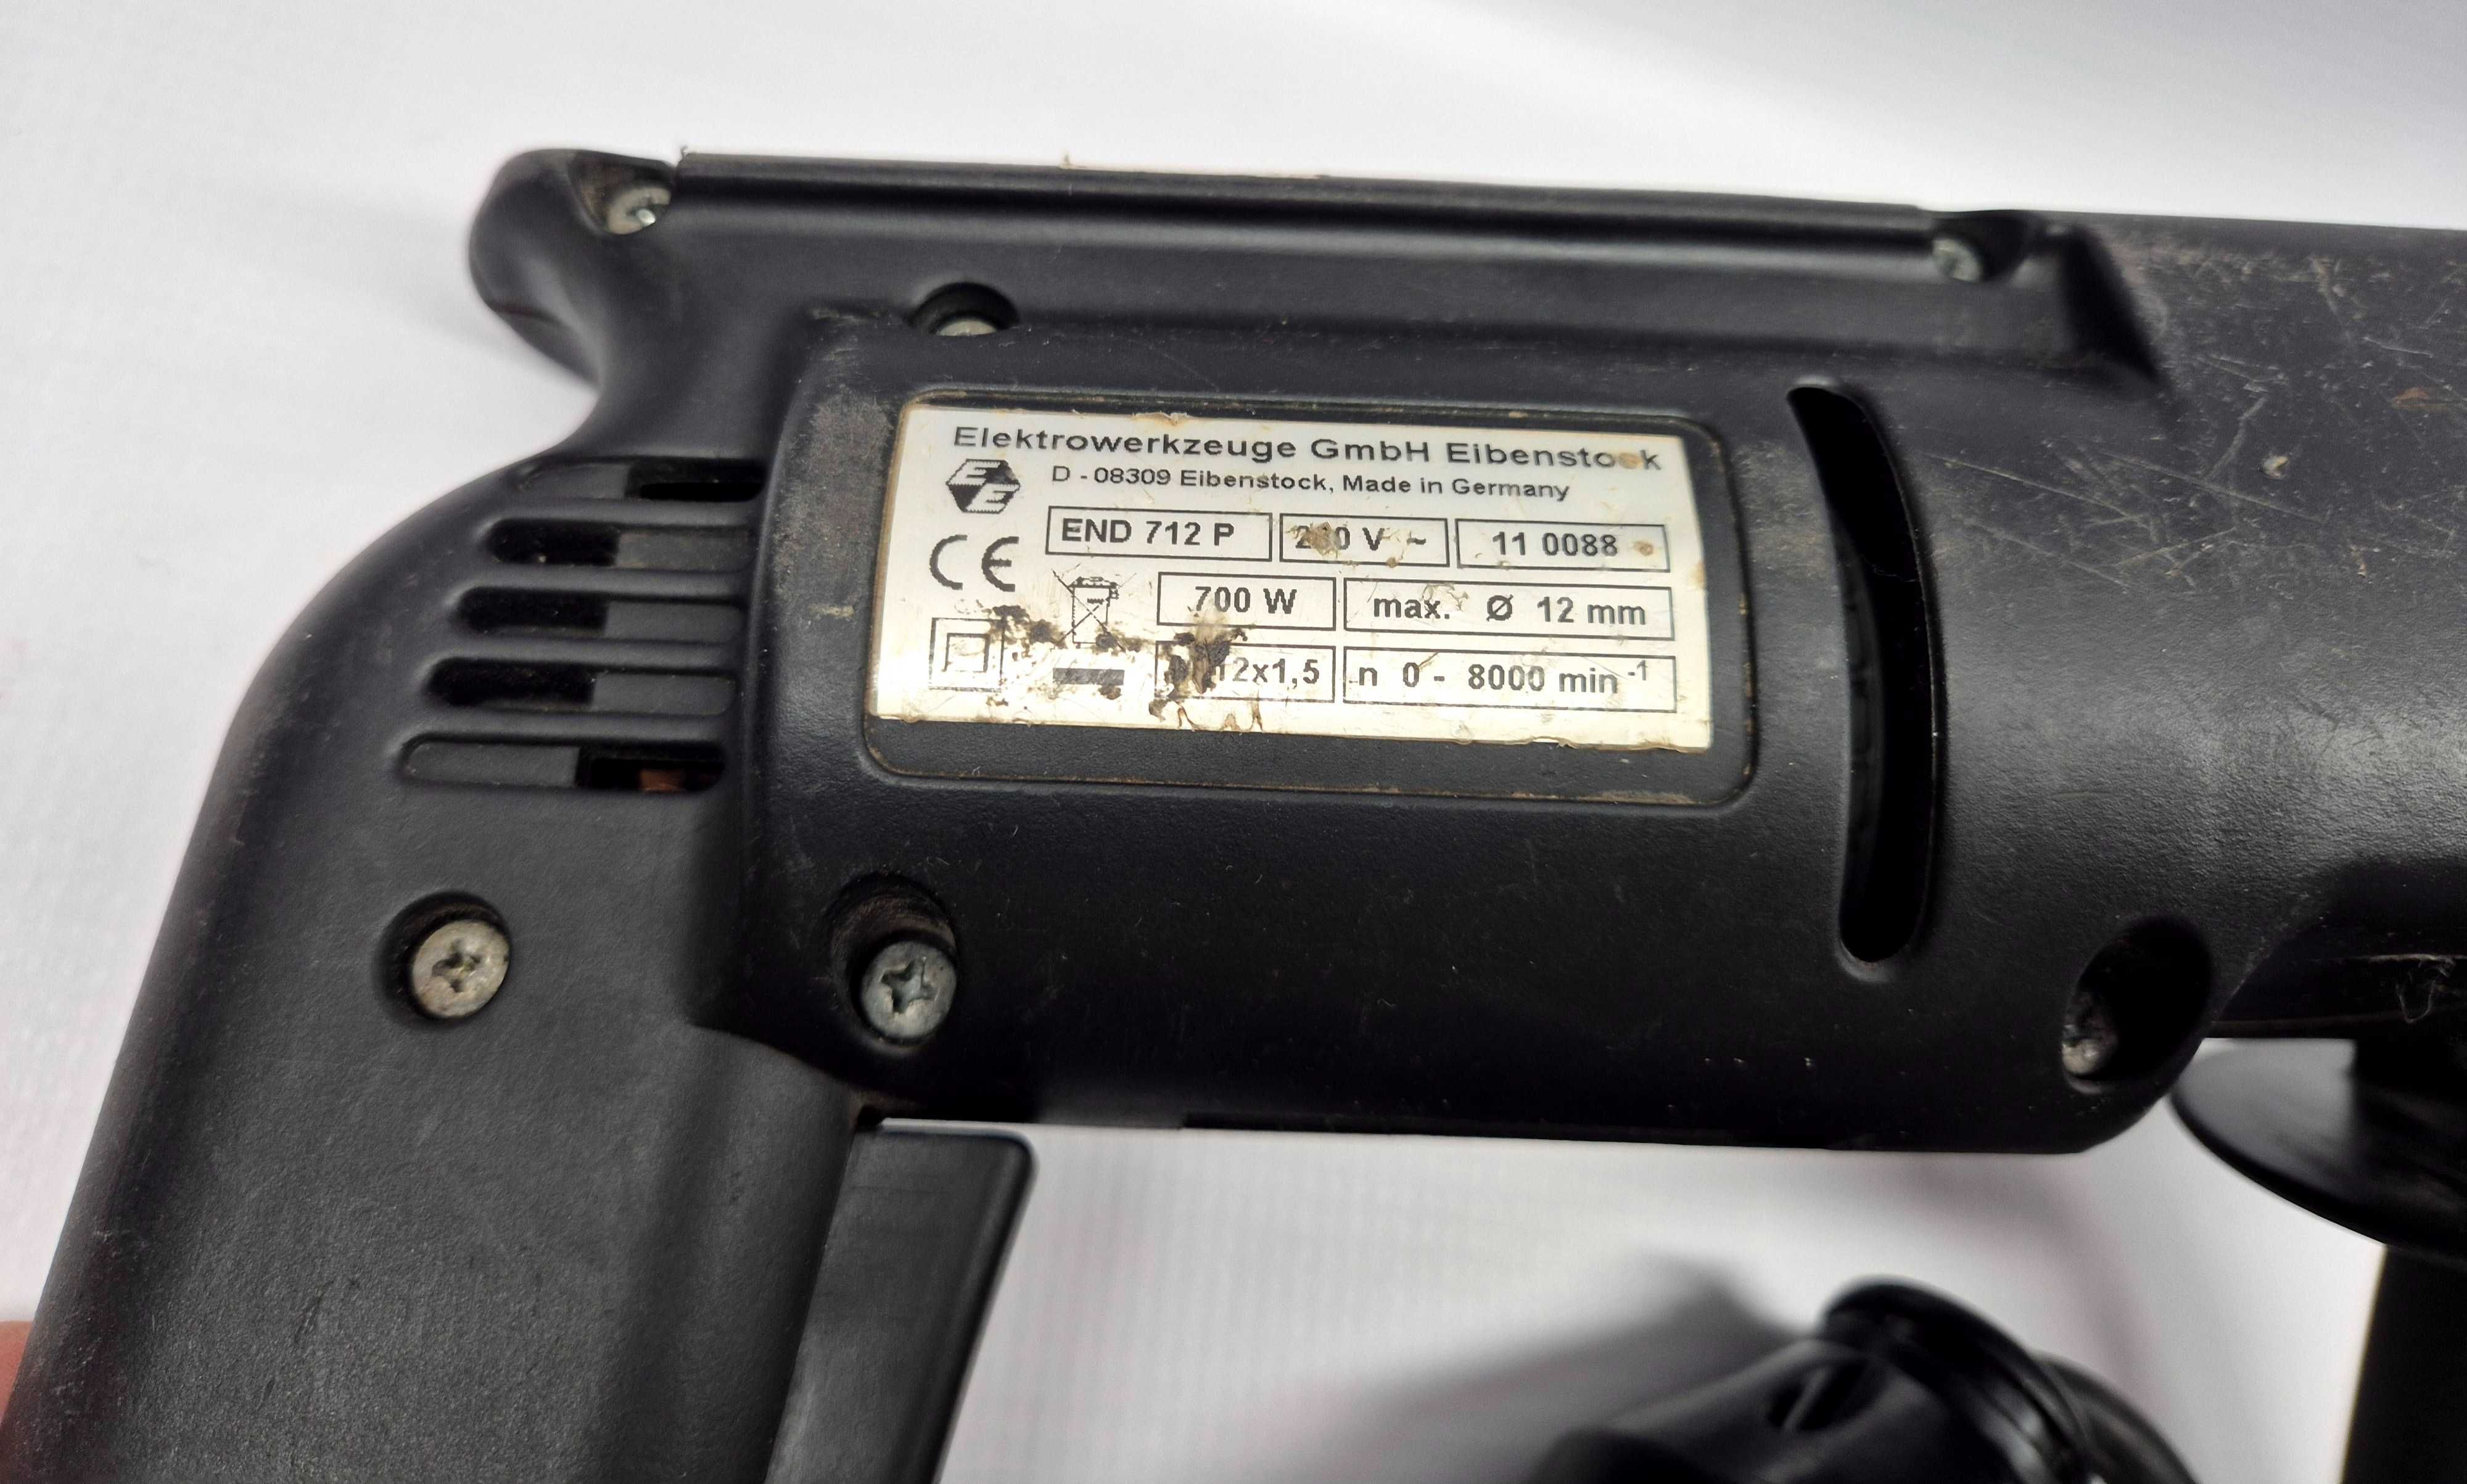 Elektrowerkzeuge GmbH Eibenstock
D - 08309 Eibenstock, Made in Germany
END 712 P
11 0088
CE
700 W
max. Ø 12 mm
n 0 - 8000 min⁻¹